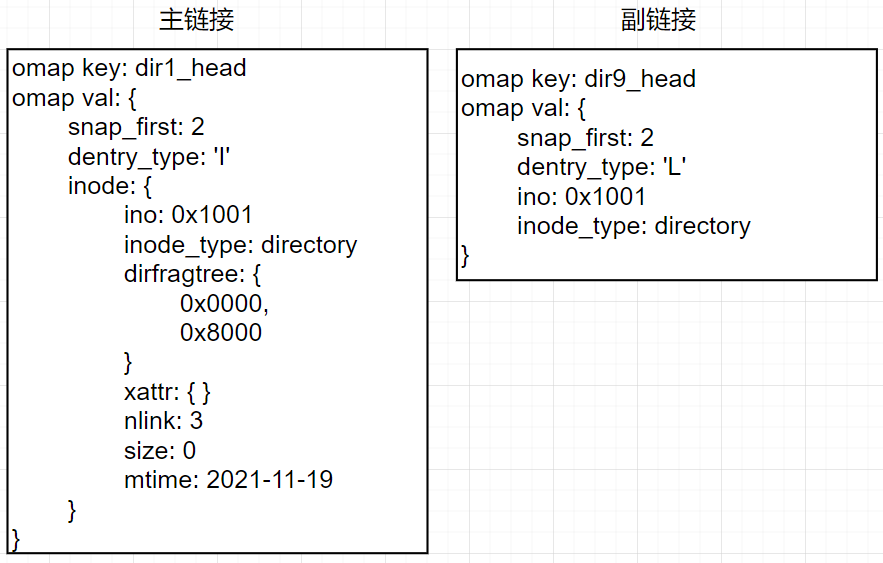 主链接
omap key: dir1_head
omap val: {
snap_first: 2
dentry_type: 'I'
inode: {
ino: 0x1001
inode_type: directory
dirfragtree: {
0x0000,
0x8000
}
xattr: { }
nlink: 3
size: 0
mtime: 2021-11-19
}
}
副链接
omap key: dir9_head
omap val: {
snap_first: 2
dentry_type: 'L'
ino: 0x1001
inode_type: directory
}